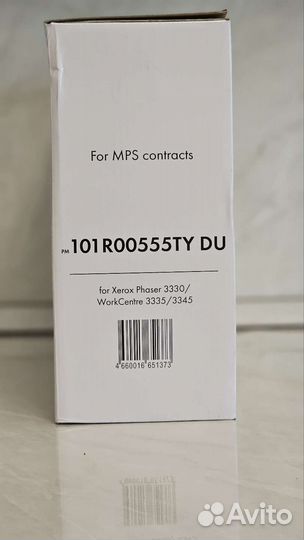 For MPS contracts
PM 101R00555TY DU
for Xerox Phaser 3330/
WorkCentre 3335/3345
4 660016 651373
Avito